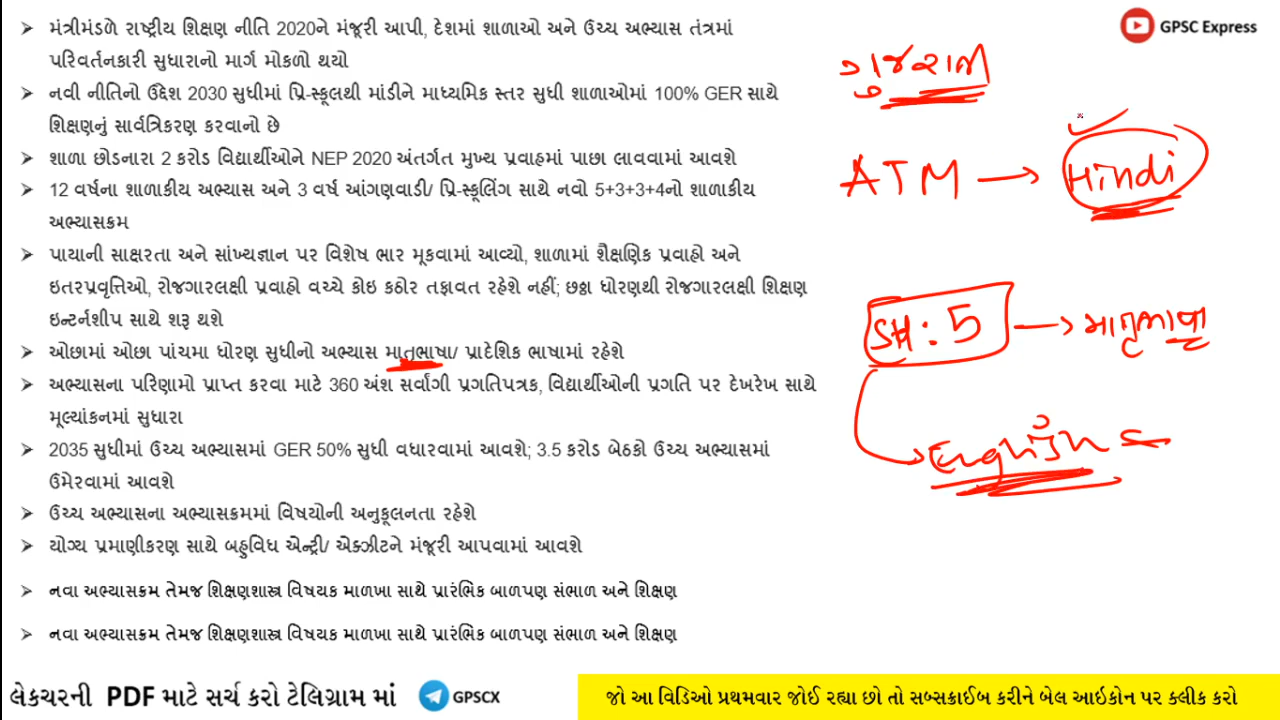 ➢ મંત્રીમંડળે રાષ્ટ્રીય શિક્ષણ નીતિ 2020ને મંજૂરી આપી, દેશમાં શાળાઓ અને ઉચ્ચ અભ્યાસ તંત્રમાં
પરિવર્તનકારી સુધારાનો માર્ગ મોકળો થયો
➢ નવી નીતિનો ઉદ્દેશ 2030 સુધીમાં પ્રિ-સ્કૂલથી માંડીને માધ્યમિક સ્તર સુધી શાળાઓમાં 100% GER સાથે
શિક્ષણનું સાર્વત્રિકરણ કરવાનો છે
➢ શાળા છોડનારા 2 કરોડ વિદ્યાર્થીઓને NEP 2020 અંતર્ગત મુખ્ય પ્રવાહમાં પાછા લાવવામાં આવશે
➢ 12 વર્ષના શાળાકીય અભ્યાસ અને 3 વર્ષ આંગણવાડી/ પ્રિ-સ્કૂલિંગ સાથે નવો 5+3+3+4નો શાળાકીય
અભ્યાસક્રમ
➢ પાયાની સાક્ષરતા અને સાંખ્યજ્ઞાન પર વિશેષ ભાર મૂકવામાં આવ્યો, શાળામાં શૈક્ષણિક પ્રવાહો અને
ઇતરપ્રવૃત્તિઓ, રોજગારલક્ષી પ્રવાહો વચ્ચે કોઇ કઠોર તફાવત રહેશે નહીં; છઠ્ઠા ધોરણથી રોજગારલક્ષી શિક્ષણ
ઇન્ટર્નશીપ સાથે શરૂ થશે
➢ ઓછામાં ઓછા પાંચમા ધોરણ સુધીનો અભ્યાસ માતૃભાષા/ પ્રાદેશિક ભાષામાં રહેશે
➢ અભ્યાસના પરિણામો પ્રાપ્ત કરવા માટે 360 અંશ સર્વાંગી પ્રગતિપત્રક, વિદ્યાર્થીઓની પ્રગતિ પર દેખરેખ સાથે
મૂલ્યાંકનમાં સુધારા
➢ 2035 સુધીમાં ઉચ્ચ અભ્યાસમાં GER 50% સુધી વધારવામાં આવશે; 3.5 કરોડ બેઠકો ઉચ્ચ અભ્યાસમાં
ઉમેરવામાં આવશે
➢ ઉચ્ચ અભ્યાસના અભ્યાસક્રમમાં વિષયોની અનુકૂલનતા રહેશે
➢ યોગ્ય પ્રમાણીકરણ સાથે બહુવિધ એન્ટ્રી/ એક્ઝીટને મંજૂરી આપવામાં આવશે
➢ નવા અભ્યાસક્રમ તેમજ શિક્ષણશાસ્ત્ર વિષયક માળખા સાથે પ્રારંભિક બાળપણ સંભાળ અને શિક્ષણ
➢ નવા અભ્યાસક્રમ તેમજ શિક્ષણશાસ્ત્ર વિષયક માળખા સાથે પ્રારંભિક બાળપણ સંભાળ અને શિક્ષણ
GPSC Express
ATM → Hindi
: 5 → માતૃભાષા
English
લેકચરની PDF માટે સર્ચ કરો ટેલિગ્રામ માં GPSCX
જો આ વિડિઓ પ્રથમવાર જોઈ રહ્યા છો તો સબ્સક્રાઈબ કરીને બેલ આઇકોન પર ક્લીક કરો